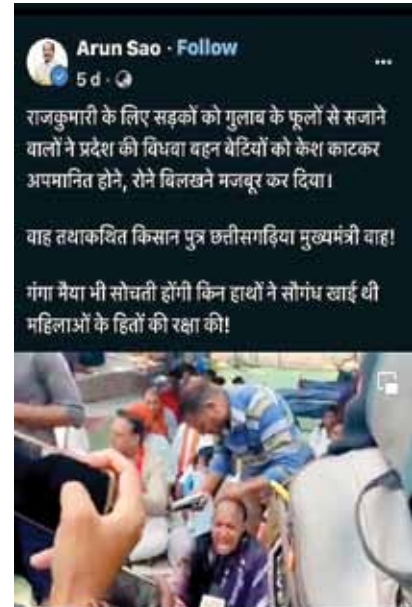 Arun Sao · Follow
5 d ·
राजकुमारी के लिए सड़कों को गुलाब के फूलों से सजाने
वालों ने प्रदेश की विधवा बहन बेटियों को केश काटकर
अपमानित होने, रोने बिलखने मजबूर कर दिया।
वाह तथाकथित किसान पुत्र छत्तीसगढ़िया मुख्यमंत्री वाह!
गंगा मैया भी सोचती होंगी किन हाथों ने सौगंध खाई थी
महिलाओं के हितों की रक्षा की!